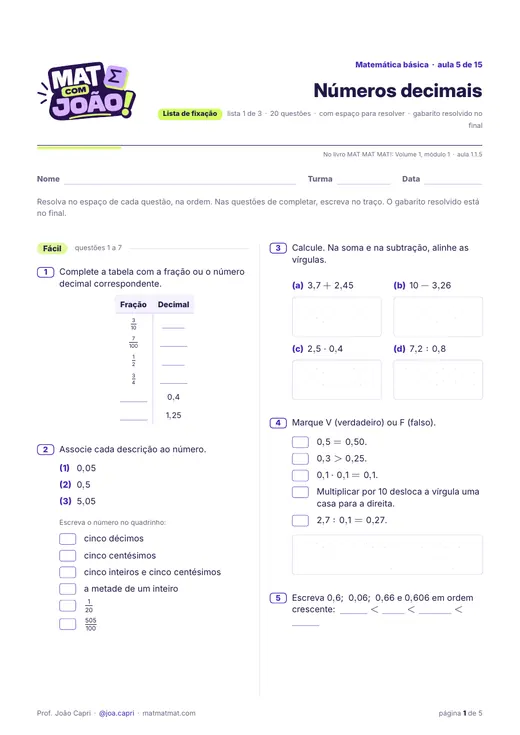 MAT Σ
COM
JOÃO!
Matemática básica · aula 5 de 15
Números decimais
Lista de fixação lista 1 de 3 · 20 questões · com espaço para resolver · gabarito resolvido no
final
No livro MAT MAT MAT!: Volume 1, módulo 1 · aula 1.1.5
Nome Turma Data
Resolva no espaço de cada questão, na ordem. Nas questões de completar, escreva no traço. O gabarito resolvido está
no final.
Fácil questões 1 a 7
1 Complete a tabela com a fração ou o número
decimal correspondente.
Fração Decimal
3/10 ____
7/100 ____
1/2 ____
3/4 ____
____ 0,4
____ 1,25
2 Associe cada descrição ao número.
(1) 0,05
(2) 0,5
(3) 5,05
Escreva o número no quadrinho:
cinco décimos
cinco centésimos
cinco inteiros e cinco centésimos
a metade de um inteiro
1/20
505/100
3 Calcule. Na soma e na subtração, alinhe as
vírgulas.
(a) 3,7 + 2,45 (b) 10 − 3,26
(c) 2,5 · 0,4 (d) 7,2 : 0,8
4 Marque V (verdadeiro) ou F (falso).
0,5 = 0,50.
0,3 > 0,25.
0,1 · 0,1 = 0,1.
Multiplicar por 10 desloca a vírgula uma
casa para a direita.
2,7 : 0,1 = 0,27.
5 Escreva 0,6; 0,06; 0,66 e 0,606 em ordem
crescente: ____ < ____ < ____ <
____
Prof. João Capri · @joa.capri · matmatmat.com página 1 de 5